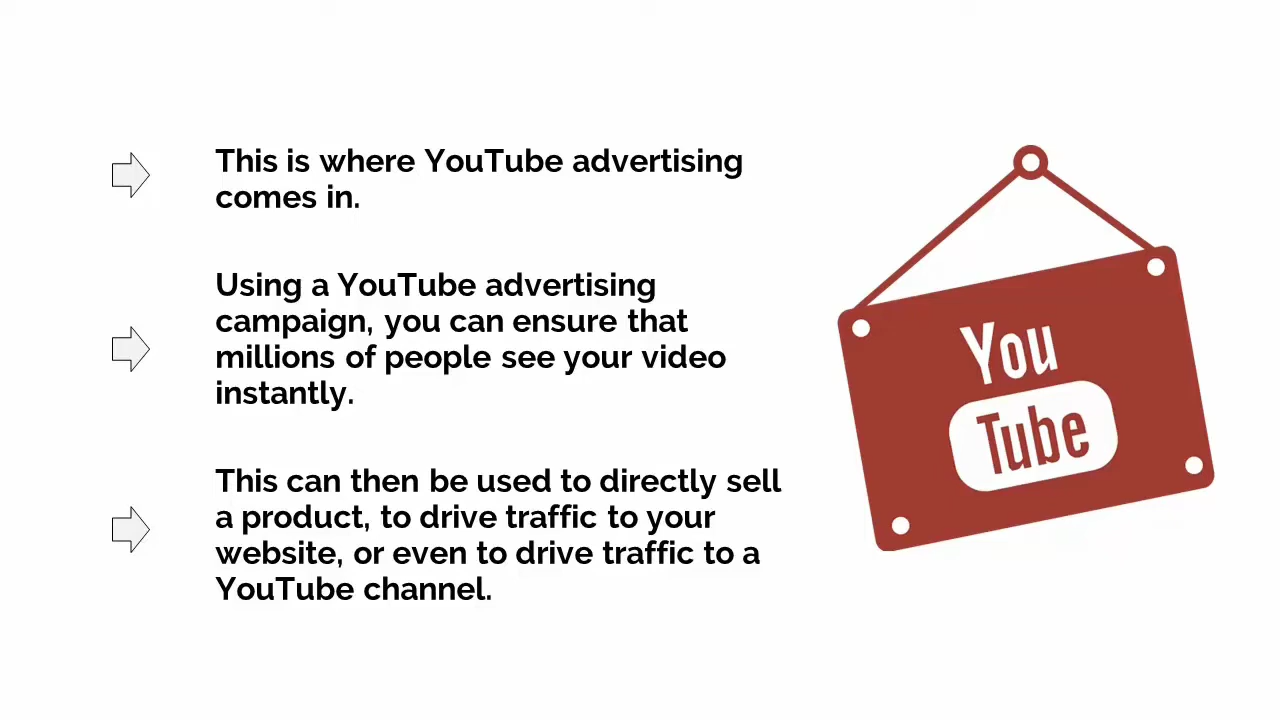 This is where YouTube advertising
comes in.
Using a YouTube advertising
campaign, you can ensure that
millions of people see your video
instantly.
This can then be used to directly sell
a product, to drive traffic to your
website, or even to drive traffic to a
YouTube channel.
You
Tube